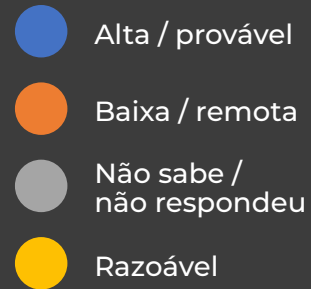 Alta / provável
Baixa / remota
Não sabe /
não respondeu
Razoável